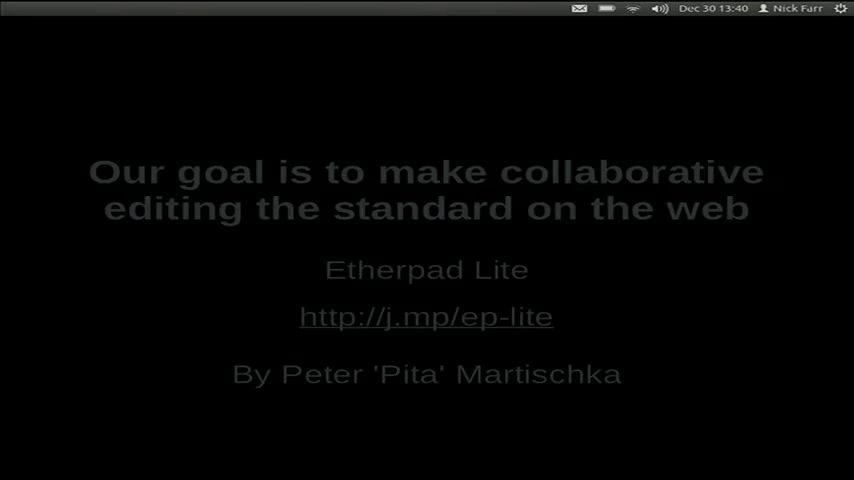 Dec 30 13:40 Nick Farr
Our goal is to make collaborative
editing the standard on the web
Etherpad Lite
http://j.mp/ep-lite
By Peter 'Pita' Martischka